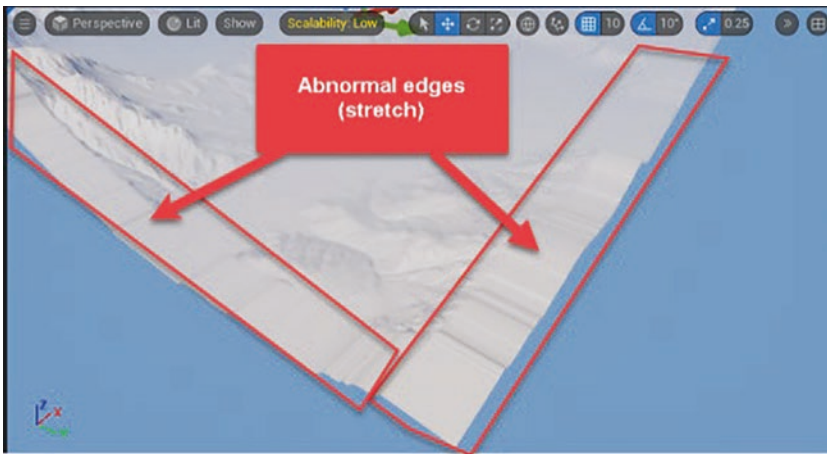 Perspective Lit Show Scalability: Low 10 10° 0.25
Abnormal edges
(stretch)
Z
X